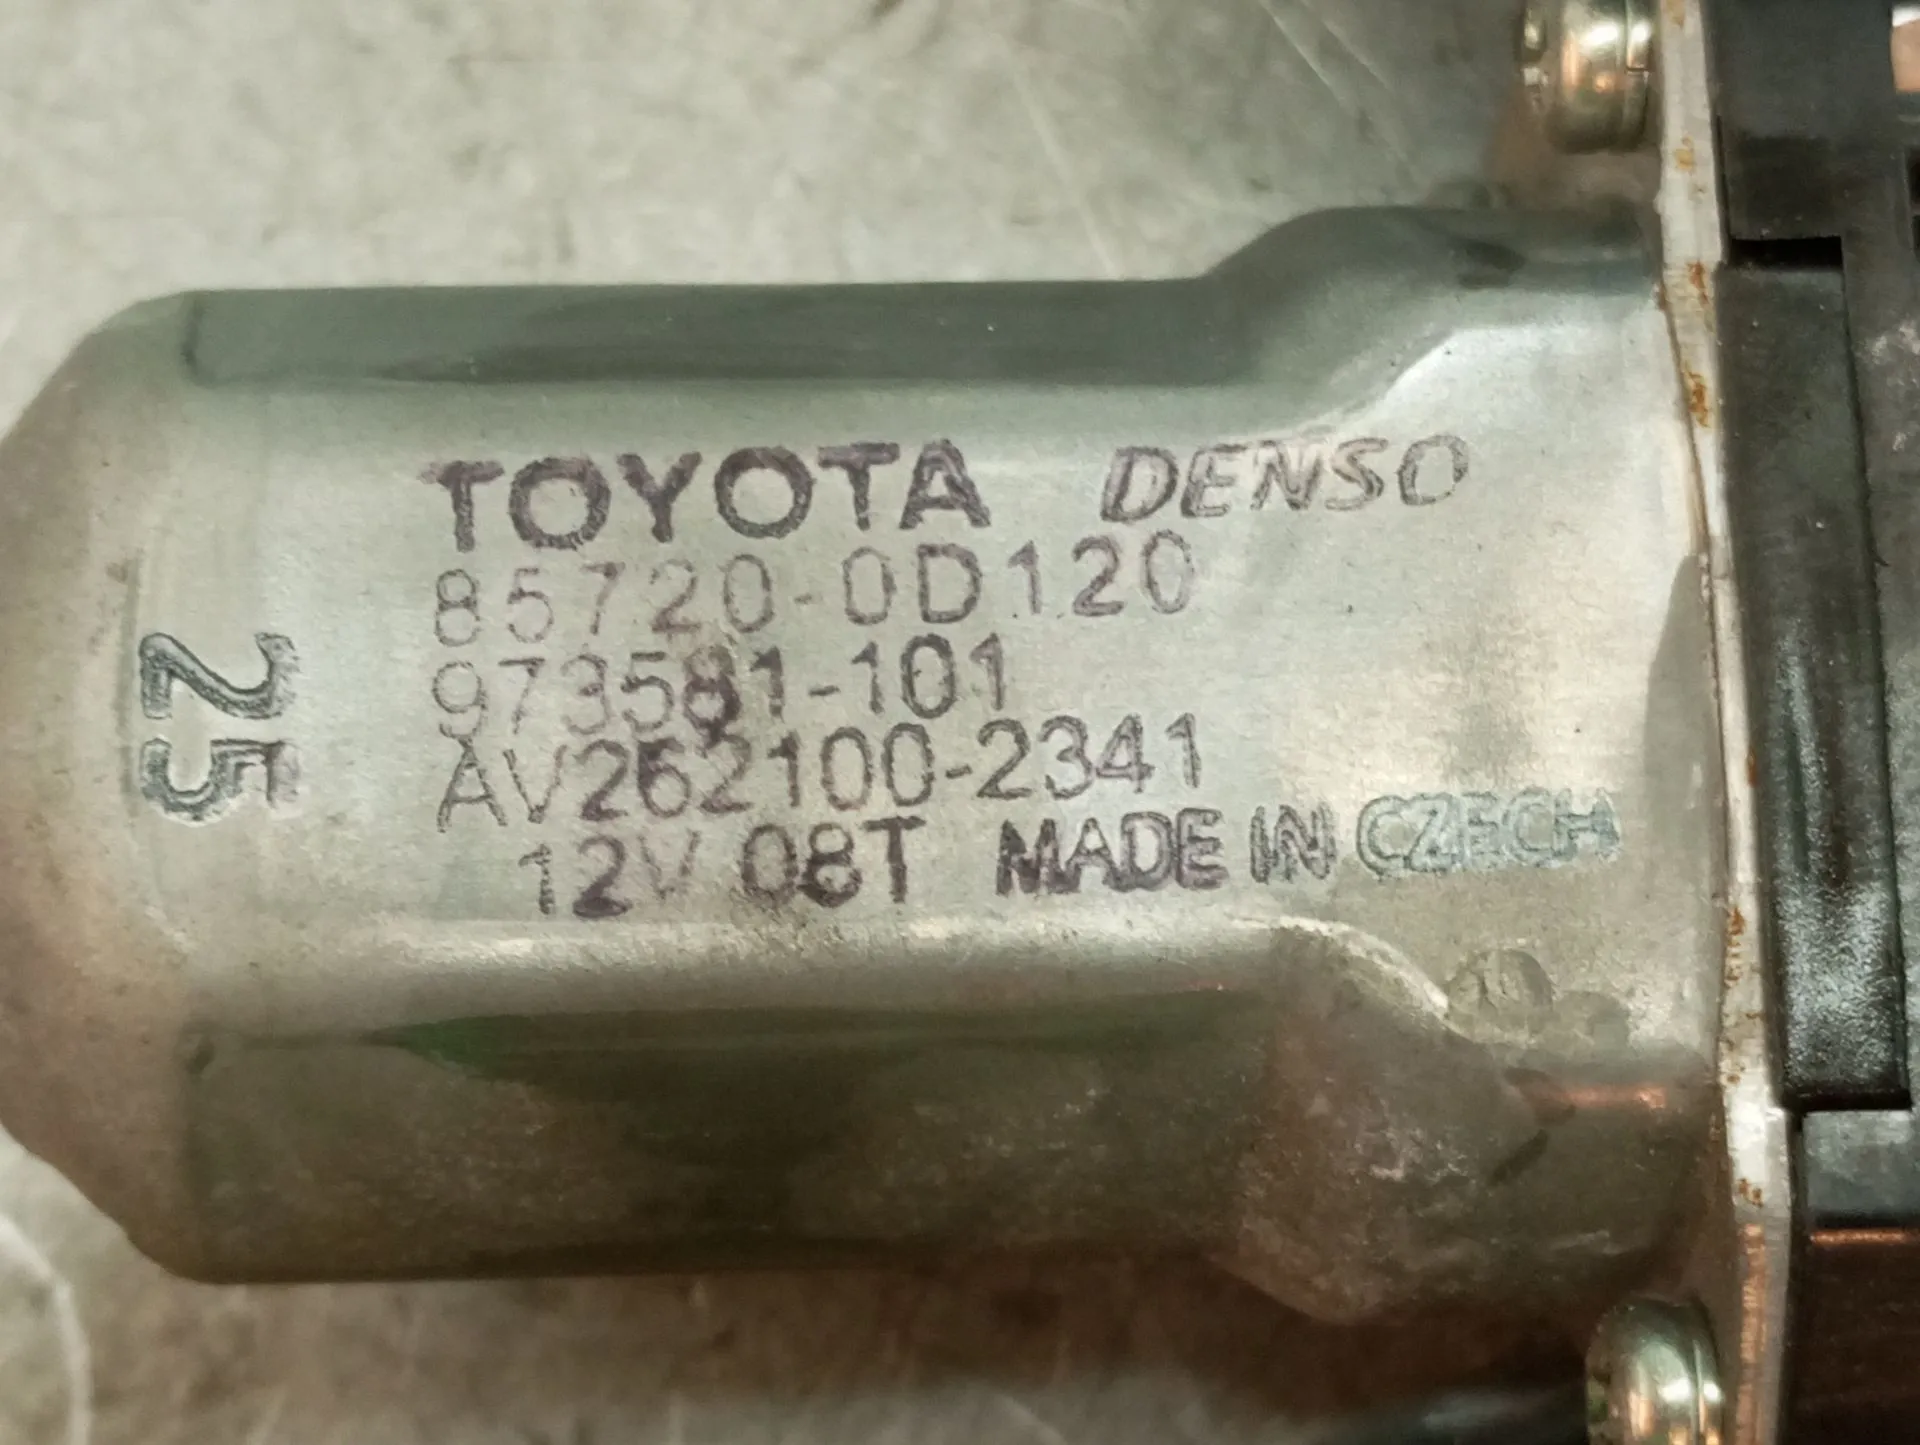 TOYOTA DENSO
85720-0D120
973581-101
AV262100-2341
12V 08T MADE IN CZECH
25